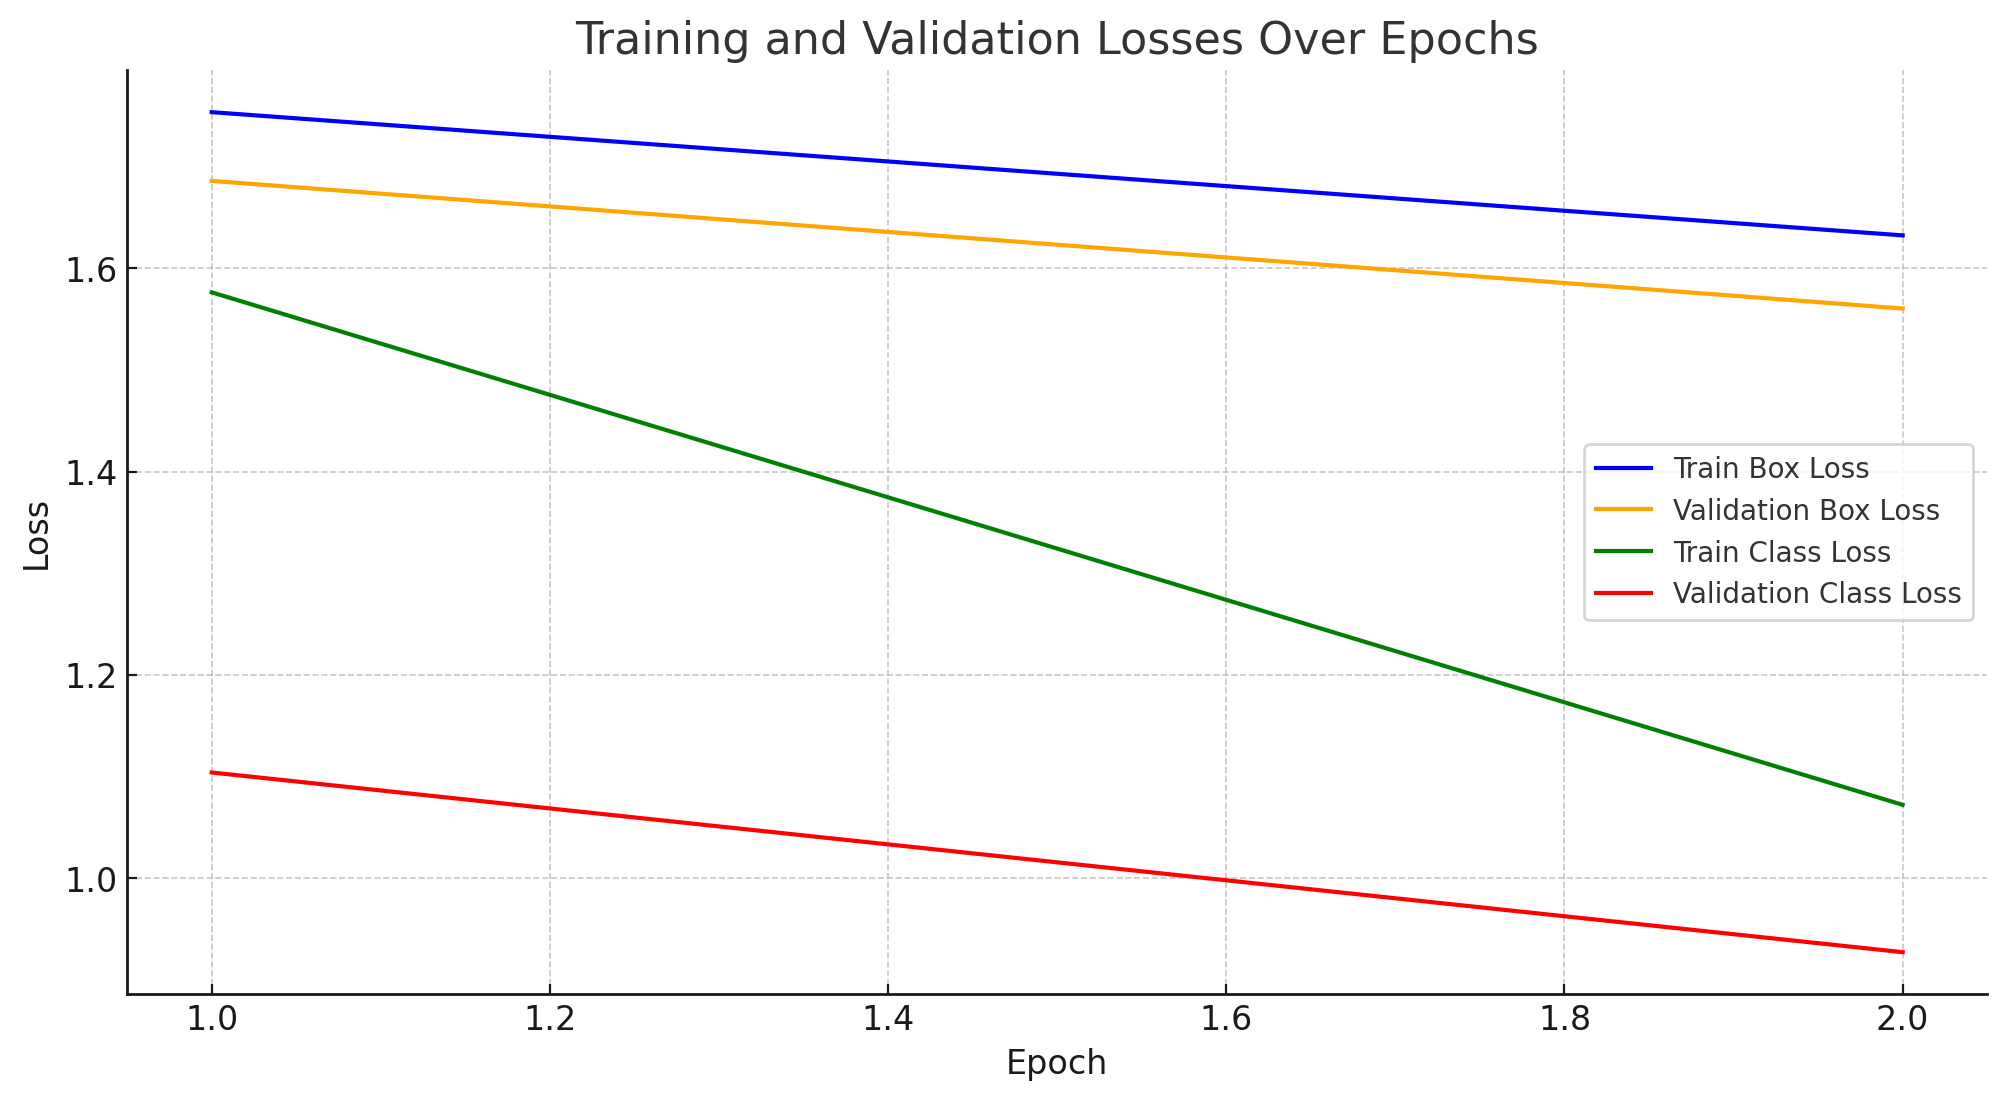 Training and Validation Losses Over Epochs
Loss
1.6
1.4
1.2
1.0
Train Box Loss
Validation Box Loss
Train Class Loss
Validation Class Loss
1.0 1.2 1.4 1.6 1.8 2.0
Epoch